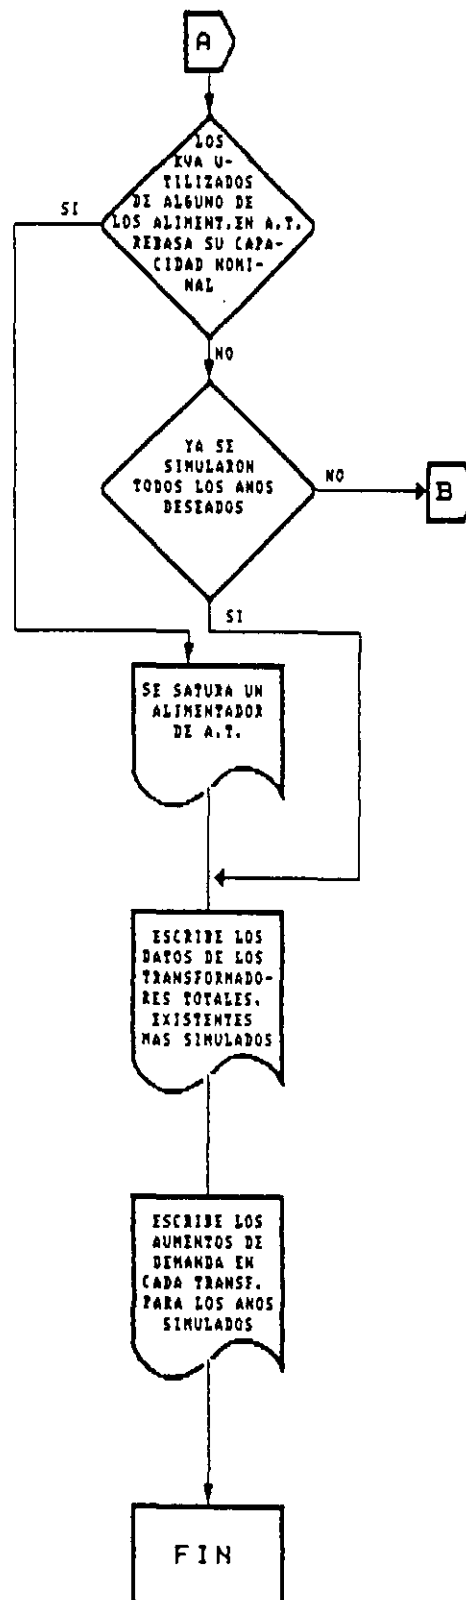 A
LOS
KVA U-
TILIZADOS
DE ALGUNO DE
LOS ALIMENT.EN A.T.
REBASA SU CAPA-
CIDAD NOMI-
NAL
SI
NO
YA SE
SIMULARON
TODOS LOS ANOS
DESEADOS
NO
B
SI
SE SATURA UN
ALIMENTADOR
DE A.T.
ESCRIBE LOS
DATOS DE LOS
TRANSFORMADO-
RES TOTALES.
EXISTENTES
MAS SIMULADOS
ESCRIBE LOS
AUMENTOS DE
DEMANDA EN
CADA TRANSF.
PARA LOS ANOS
SIMULADOS
FIN